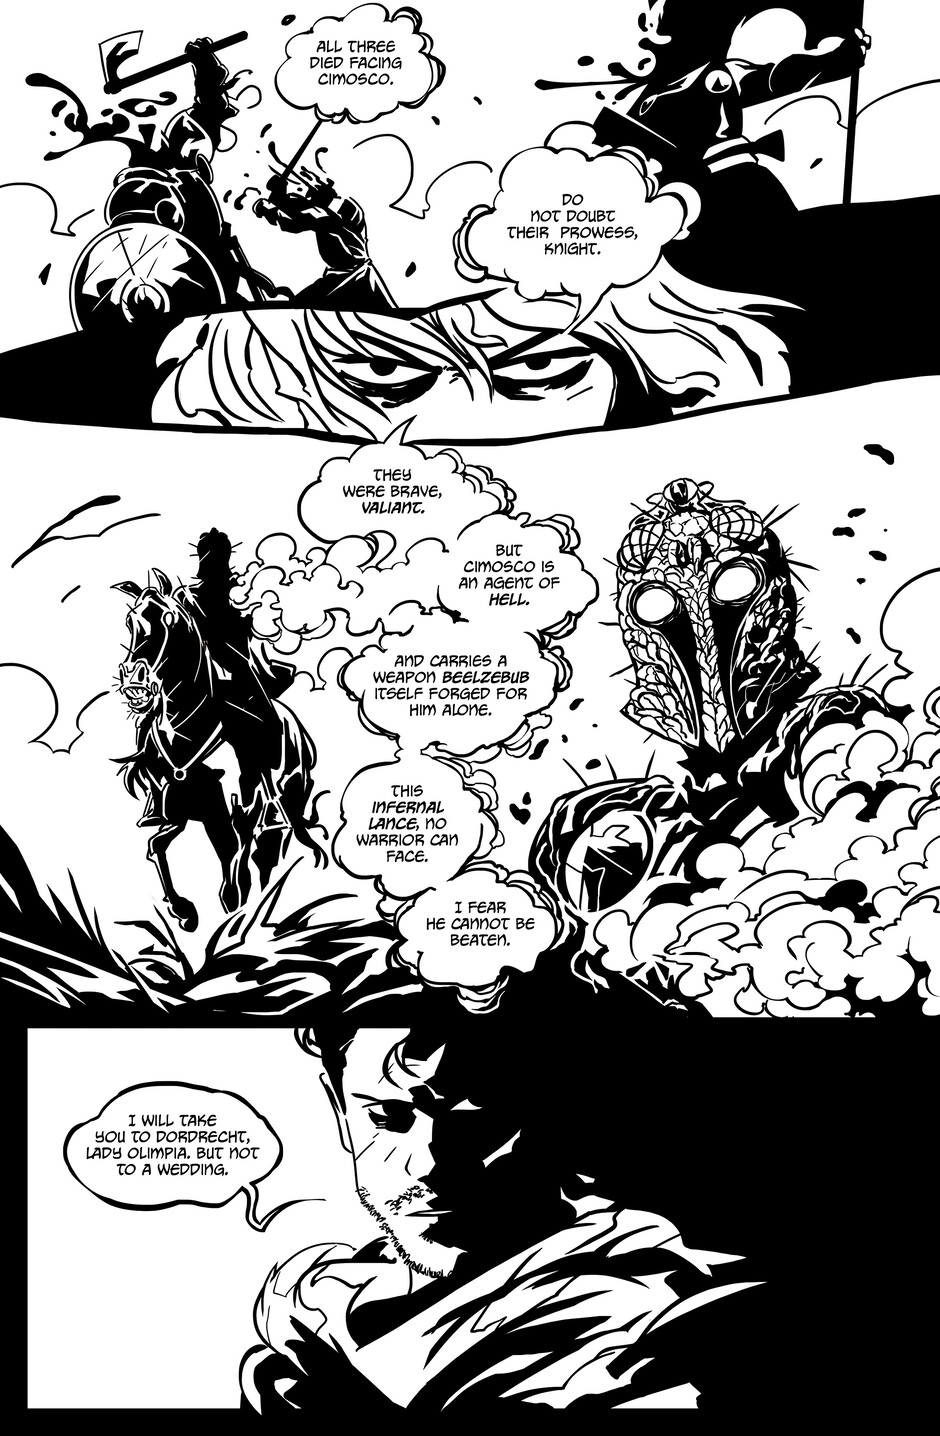 ALL THREE
DIED FACING
CIMOSCO.
DO
NOT DOUBT
THEIR PROWESS,
KNIGHT.
THEY
WERE BRAVE,
VALIANT.
BUT
CIMOSCO IS
AN AGENT OF
HELL.
AND CARRIES A
WEAPON BEELZEBUB
ITSELF FORGED FOR
HIM ALONE.
THIS
INFERNAL
LANCE, NO
WARRIOR CAN
FACE.
I FEAR
HE CANNOT BE
BEATEN.
I WILL TAKE
YOU TO DORDRECHT,
LADY OLIMPIA. BUT NOT
TO A WEDDING.